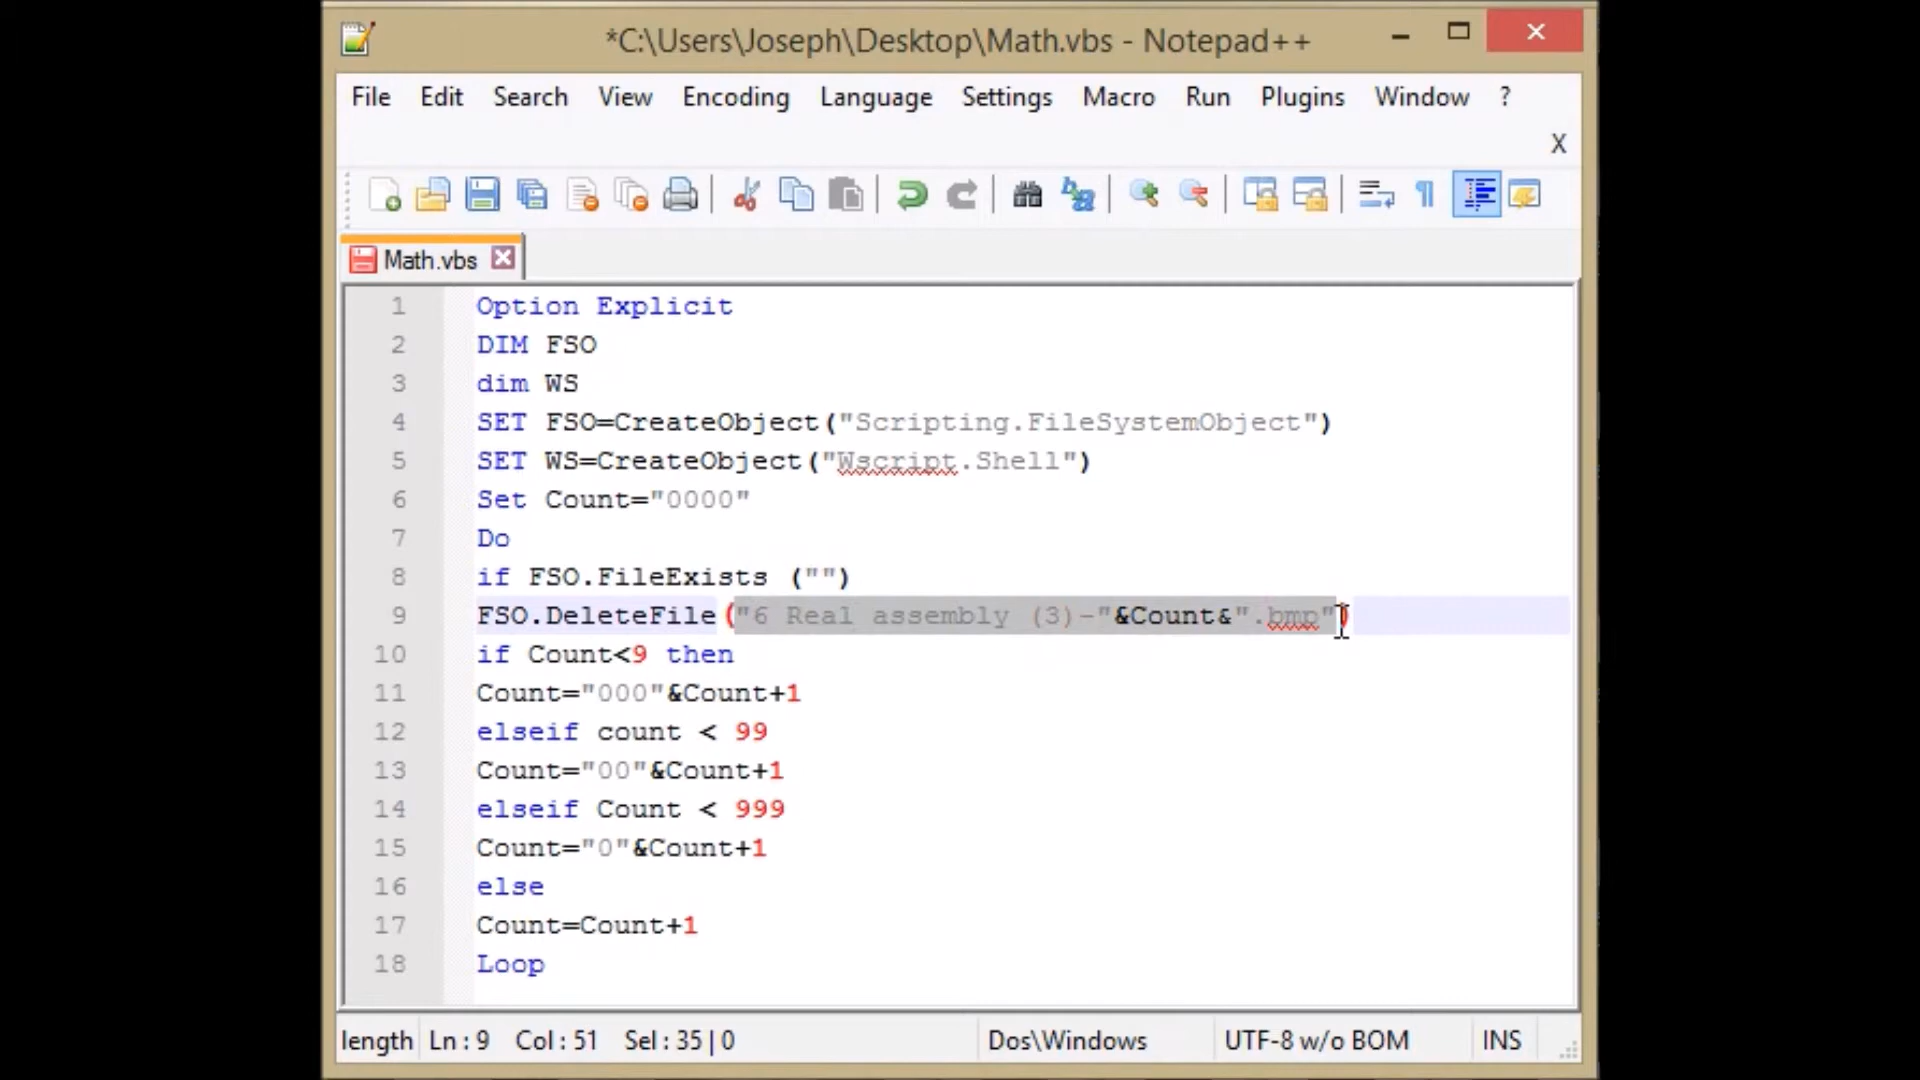 *C:\Users\Joseph\Desktop\Math.vbs - Notepad++
File Edit Search View Encoding Language Settings Macro Run Plugins Window ?
X
Math.vbs
1 Option Explicit
2 DIM FSO
3 dim WS
4 SET FSO=CreateObject("Scripting.FileSystemObject")
5 SET WS=CreateObject("Wscript.Shell")
6 Set Count="0000"
7 Do
8 if FSO.FileExists ("")
9 FSO.DeleteFile("6 Real assembly (3)-"&Count&".bmp")
10 if Count<9 then
11 Count="000"&Count+1
12 elseif count < 99
13 Count="00"&Count+1
14 elseif Count < 999
15 Count="0"&Count+1
16 else
17 Count=Count+1
18 Loop
length Ln : 9 Col : 51 Sel : 35 | 0 Dos\Windows UTF-8 w/o BOM INS